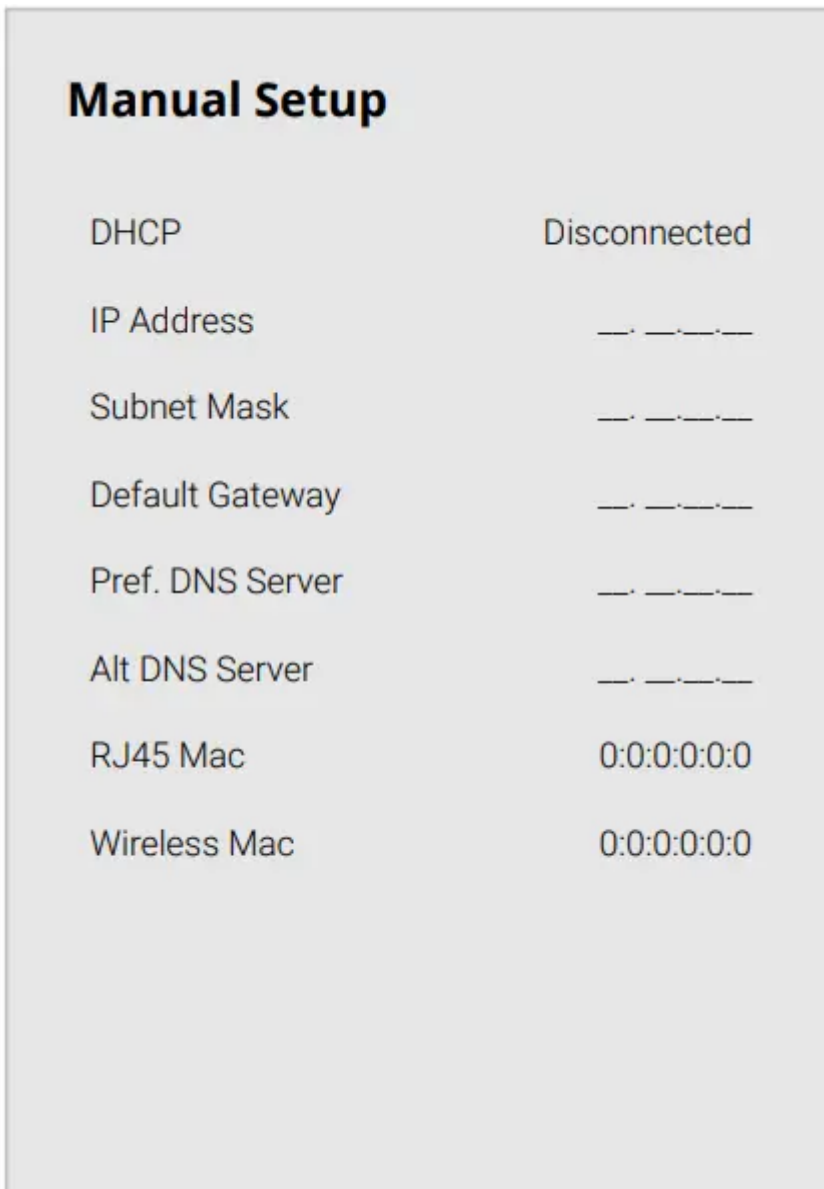 Manual Setup
DHCP Disconnected
IP Address __. __.__.__
Subnet Mask __. __.__.__
Default Gateway __. __.__.__
Pref. DNS Server __. __.__.__
Alt DNS Server __. __.__.__
RJ45 Mac 0:0:0:0:0:0
Wireless Mac 0:0:0:0:0:0